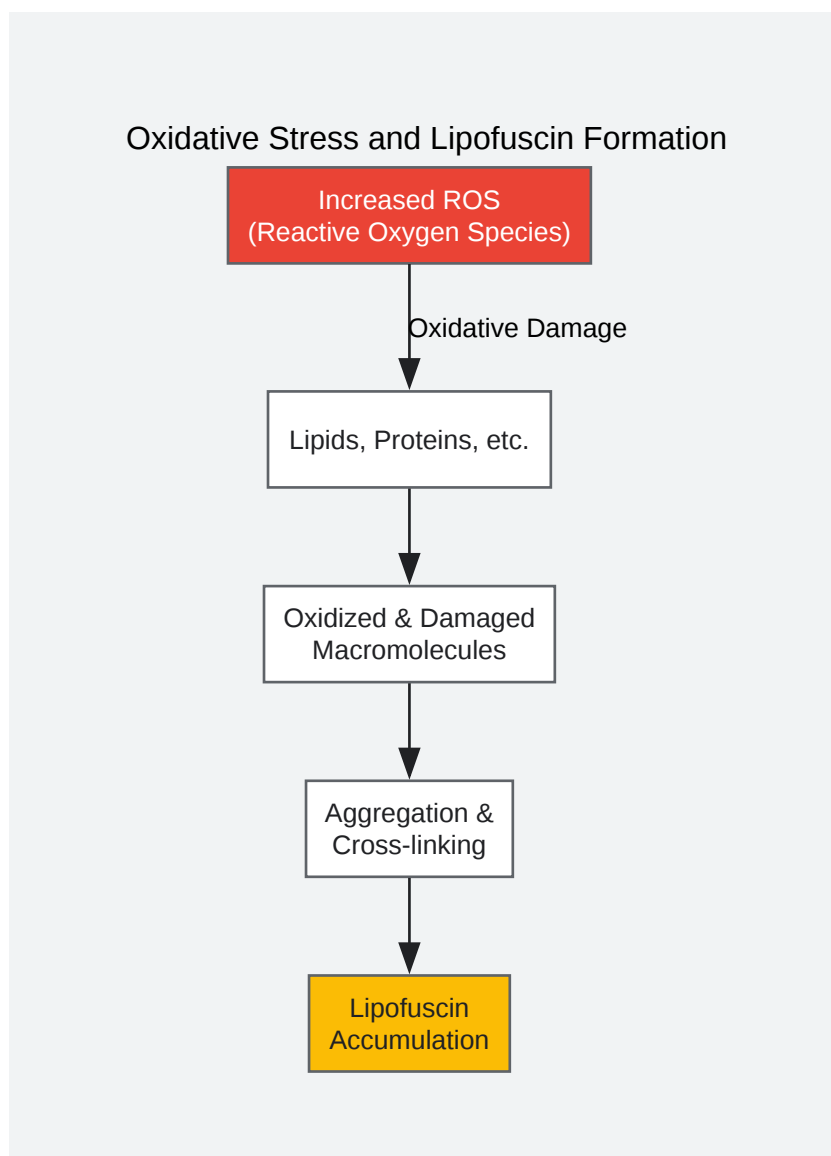 Oxidative Stress and Lipofuscin Formation
Increased ROS
(Reactive Oxygen Species)
Oxidative Damage
Lipids, Proteins, etc.
Oxidized & Damaged
Macromolecules
Aggregation &
Cross-linking
Lipofuscin
Accumulation